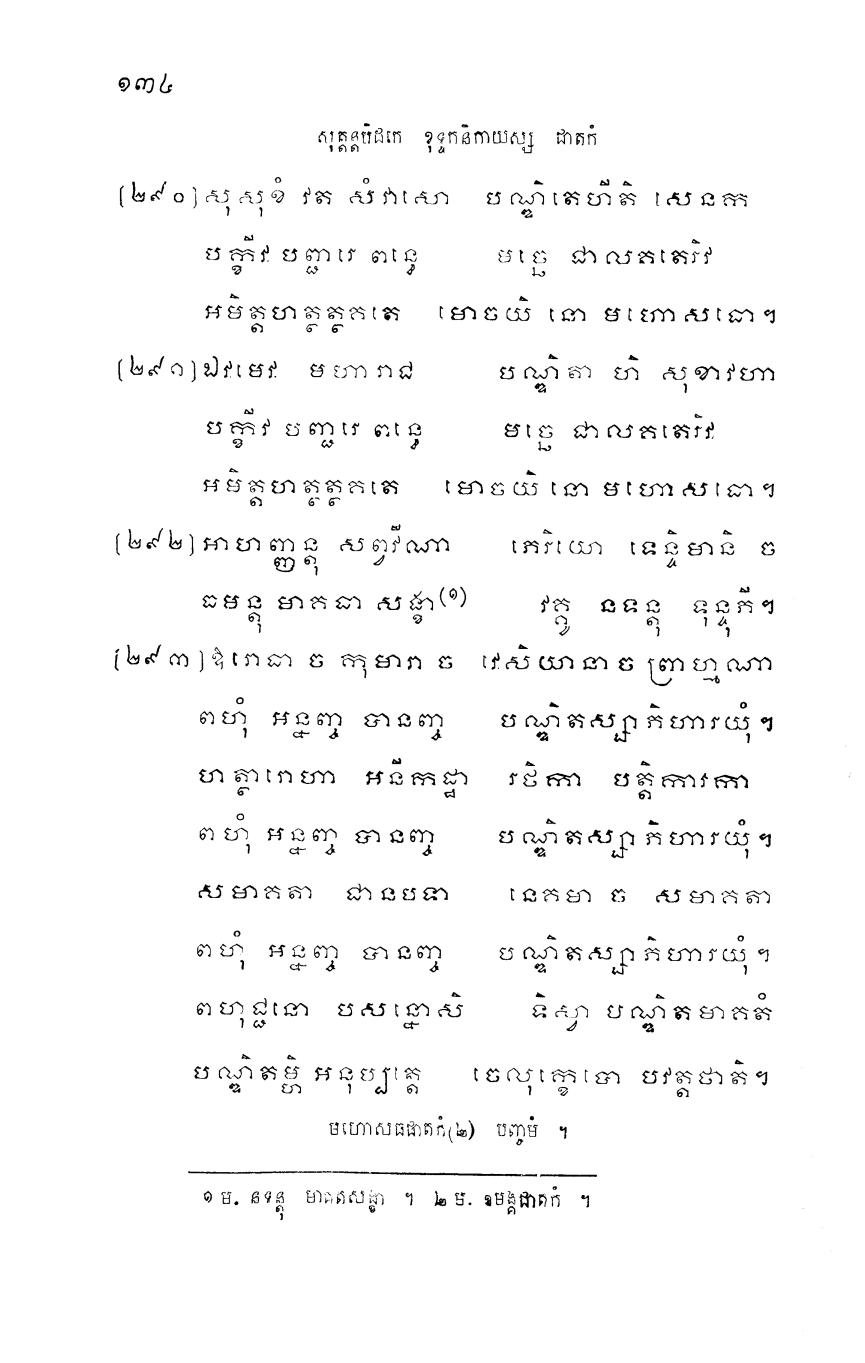 ១៣៤
សុត្តន្តបិដកេ ខុទ្ទកនិកាយស្ស ជាតកំ
(២៩០) សុសុខំ វត សំវាសោ បណ្ឌិតេហីតិ សេនក
បក្ខីវ បញ្ជរេ ពន្ធេ មច្ឆេ ជាលគតេរិវ
អមិត្តហត្ថត្ថគតេ មោចយិ នោ មហោសធោ។
(២៩១) ឯវមេវ មហារាជ បណ្ឌិតា ហិ សុខាវហា
បក្ខីវ បញ្ជរេ ពន្ធេ មច្ឆេ ជាលគតេរិវ
អមិត្តហត្ថត្ថគតេ មោចយិ នោ មហោសធោ។
(២៩២) អាហញ្ញន្តុ សព្វវីណា ភេរិយោ ទេន្ទិមានិ ច
ធមន្តុ មាគធា សង្ខា(១) វគ្គូ នទន្តុ ទុន្ទុភី។
(២៩៣) ឱរោធា ច កុមារា ច វេសិយានា ច ព្រាហ្មណា
ពហុំ អន្នញ្ច បានញ្ច បណ្ឌិតស្សាភិហារយុំ។
ហត្ថារោហា អនីកដ្ឋា រថិកា បត្តិការកា
ពហុំ អន្នញ្ច បានញ្ច បណ្ឌិតស្សាភិហារយុំ។
សមាគតា ជានបទា នេគមា ច សមាគតា
ពហុំ អន្នញ្ច បានញ្ច បណ្ឌិតស្សាភិហារយុំ។
ពហុជ្ជនោ បសន្នោសិ ទិស្វា បណ្ឌិតមាគតំ
បណ្ឌិតម្ហិ អនុប្បត្តេ ចេលុក្ខេបោ បវត្តថាតិ។
មហោសធជាតកំ(២) បញ្ចមំ ។
១ ម. នទន្តុ មាគធសង្ខា ។ ២ ម. ឧមង្គជាតកំ ។